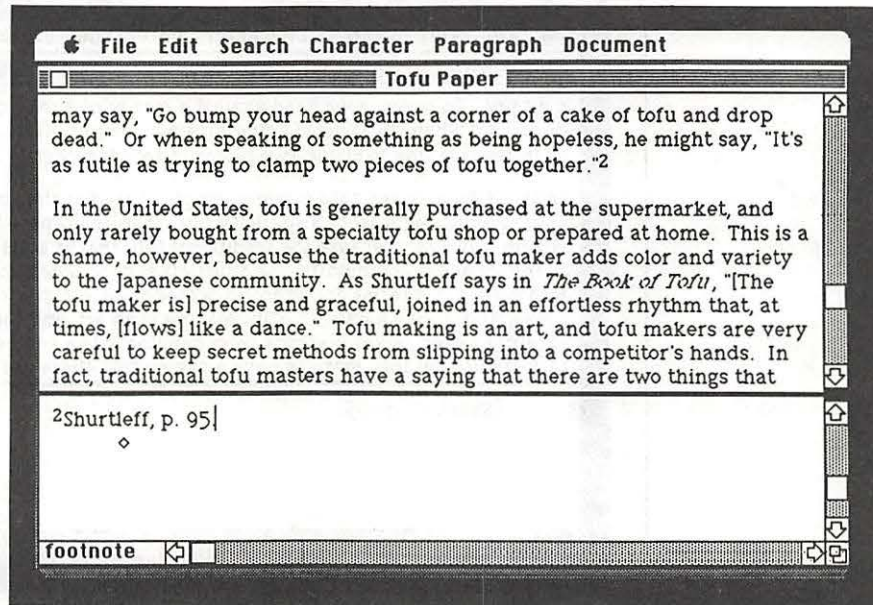 File Edit Search Character Paragraph Document
Tofu Paper
may say, "Go bump your head against a corner of a cake of tofu and drop
dead." Or when speaking of something as being hopeless, he might say, "It's
as futile as trying to clamp two pieces of tofu together."2
In the United States, tofu is generally purchased at the supermarket, and
only rarely bought from a specialty tofu shop or prepared at home. This is a
shame, however, because the traditional tofu maker adds color and variety
to the Japanese community. As Shurtleff says in The Book of Tofu, "[The
tofu maker is] precise and graceful, joined in an effortless rhythm that, at
times, [flows] like a dance." Tofu making is an art, and tofu makers are very
careful to keep secret methods from slipping into a competitor's hands. In
fact, traditional tofu masters have a saying that there are two things that
2Shurtleff, p. 95
footnote